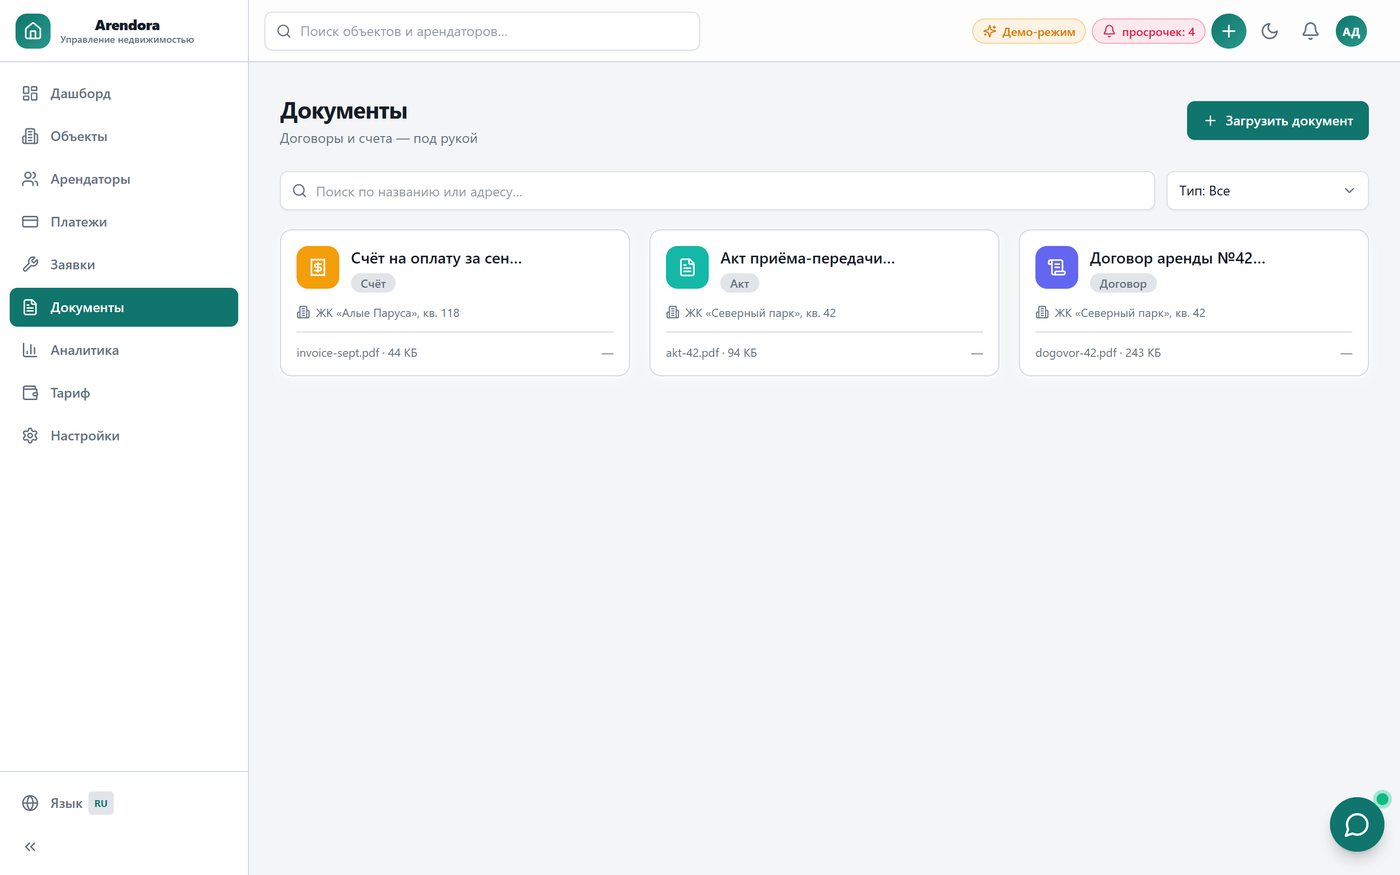 Arendora
Управление недвижимостью
Поиск объектов и арендаторов...
Демо-режим
просрочек: 4
АД
Дашборд
Объекты
Арендаторы
Платежи
Заявки
Документы
Аналитика
Тариф
Настройки
Язык RU
Документы
Договоры и счета — под рукой
Загрузить документ
Поиск по названию или адресу...
Тип: Все
Счёт на оплату за сен...
Счёт
ЖК «Алые Паруса», кв. 118
invoice-sept.pdf · 44 КБ
—
Акт приёма-передачи...
Акт
ЖК «Северный парк», кв. 42
akt-42.pdf · 94 КБ
—
Договор аренды №42...
Договор
ЖК «Северный парк», кв. 42
dogovor-42.pdf · 243 КБ
—